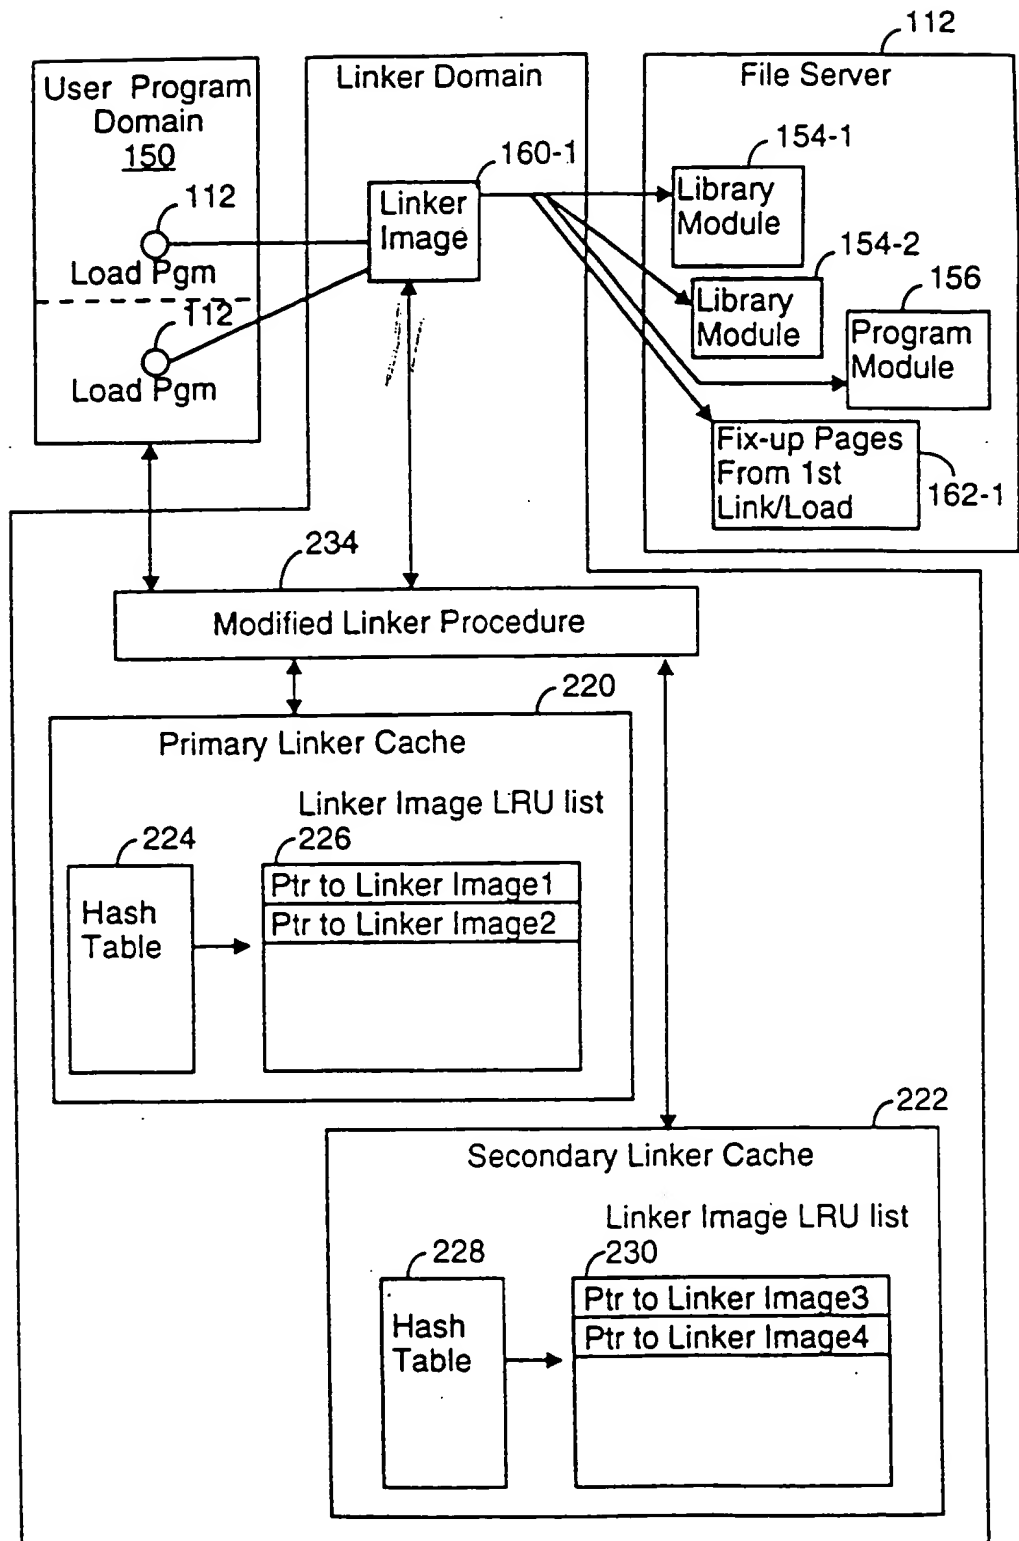 112
User Program
Domain
150
Linker Domain
File Server
160-1
154-1
Linker
Image
Library
Module
112
Load Pgm
154-2
156
Library
Module
Program
Module
112
Load Pgm
Fix-up Pages
From 1st
Link/Load
162-1
234
Modified Linker Procedure
220
Primary Linker Cache
Linker Image LRU list
224
226
Hash
Table
Ptr to Linker Image1
Ptr to Linker Image2
222
Secondary Linker Cache
Linker Image LRU list
228
230
Hash
Table
Ptr to Linker Image3
Ptr to Linker Image4